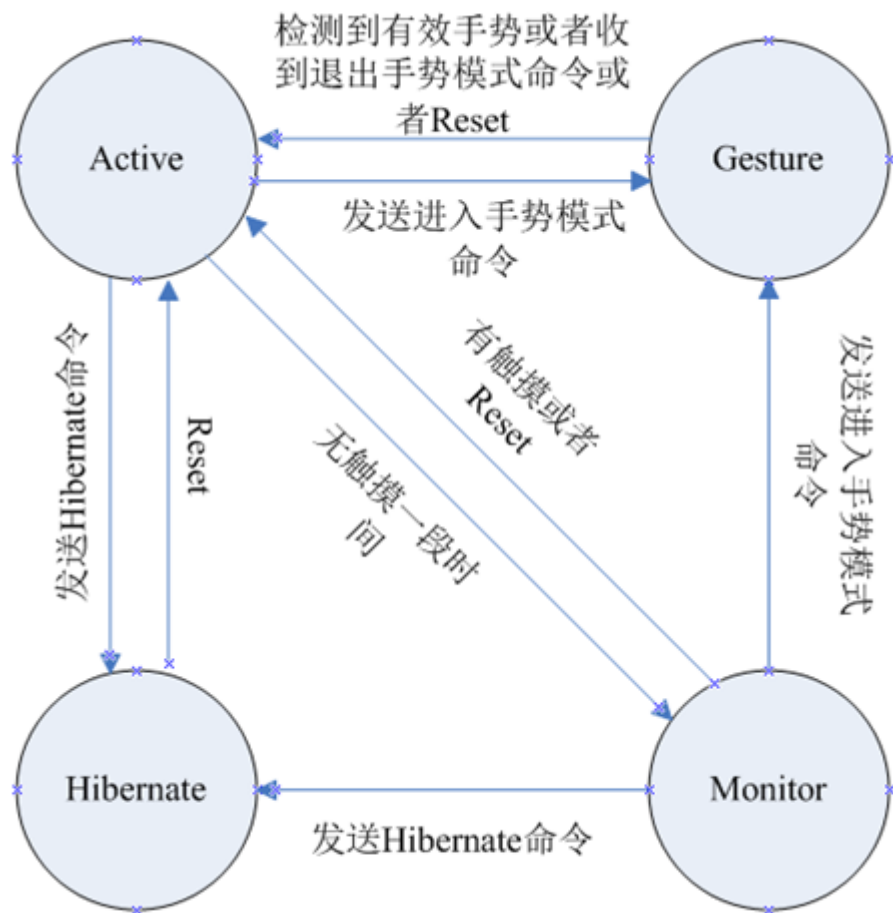 检测到有效手势或者收
到退出手势模式命令或
者Reset
Active
Gesture
发送进入手势模式
命令
发送Hibernate命令
Reset
无触摸一段时
间
有触摸或者
Reset
发送进入手势模式
命令
Hibernate
Monitor
发送Hibernate命令